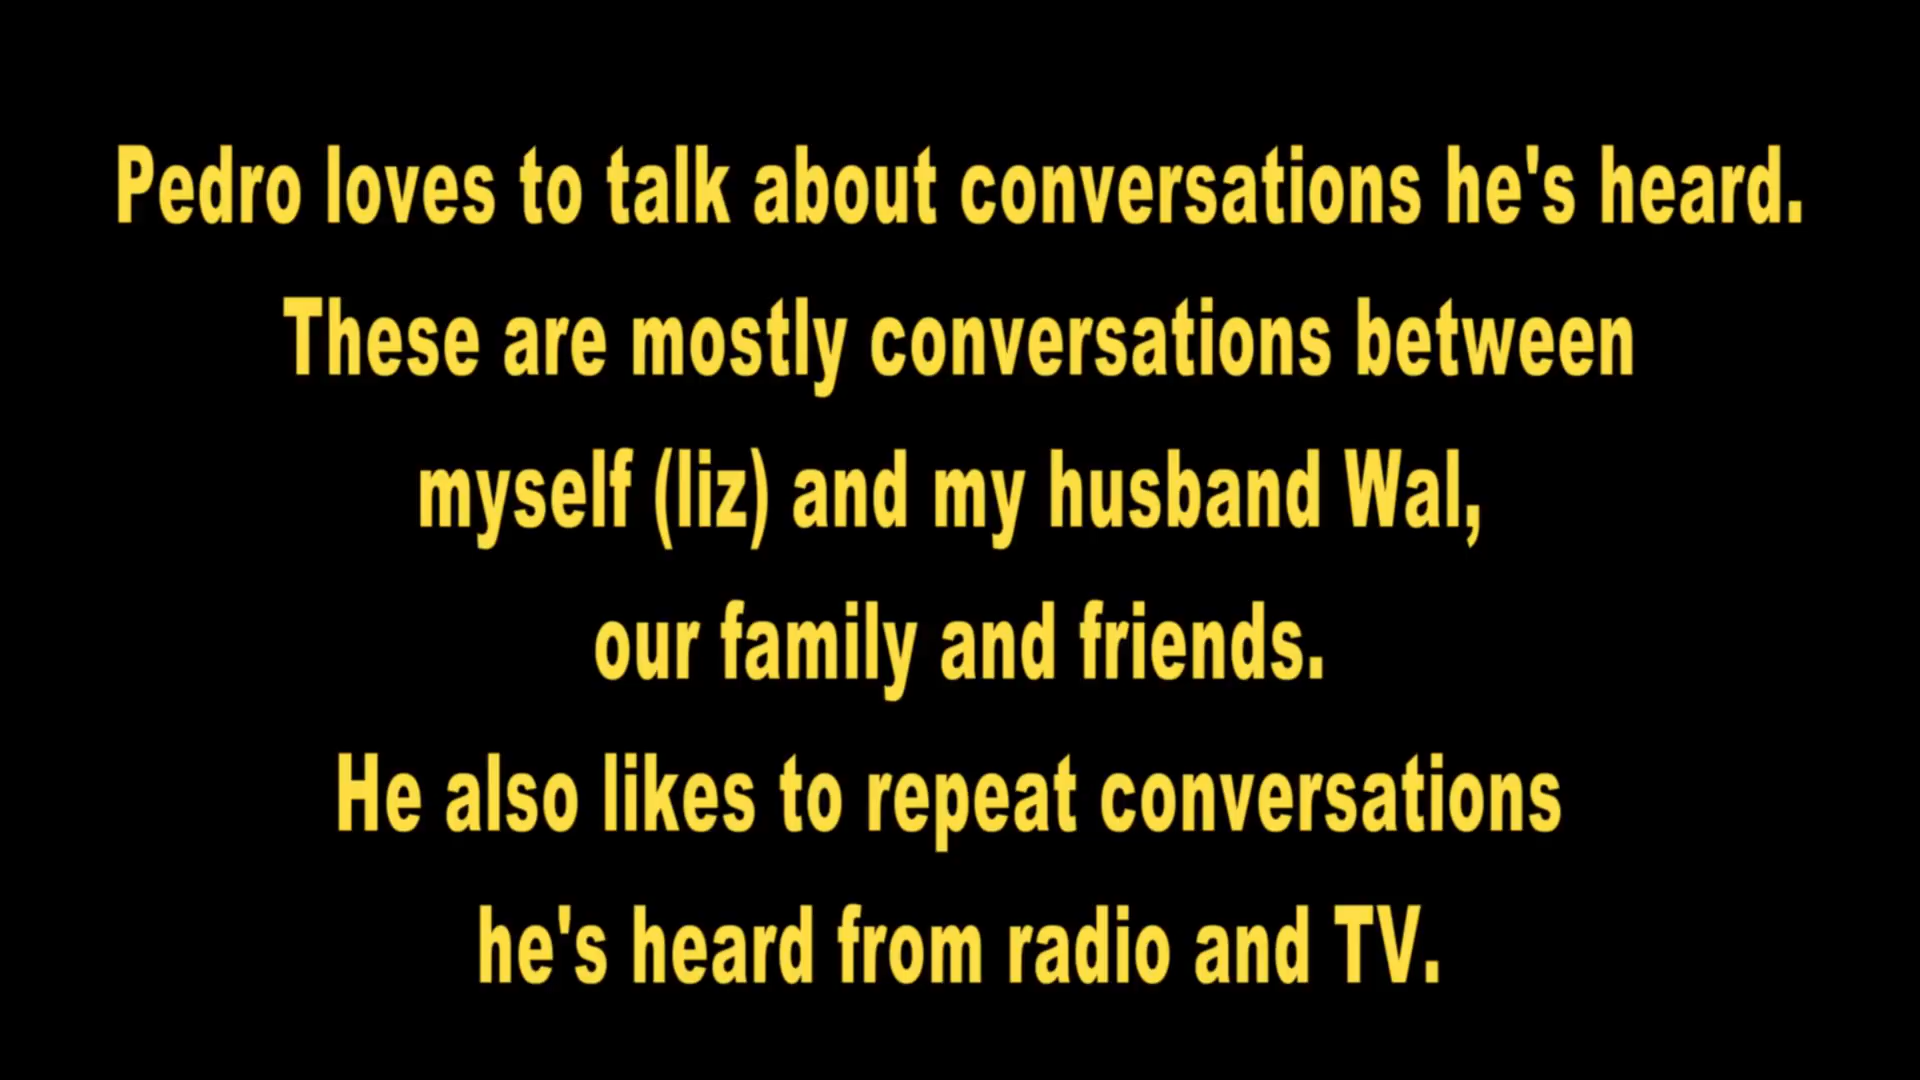 Pedro loves to talk about conversations he's heard.
These are mostly conversations between
myself (liz) and my husband Wal,
our family and friends.
He also likes to repeat conversations
he's heard from radio and TV.